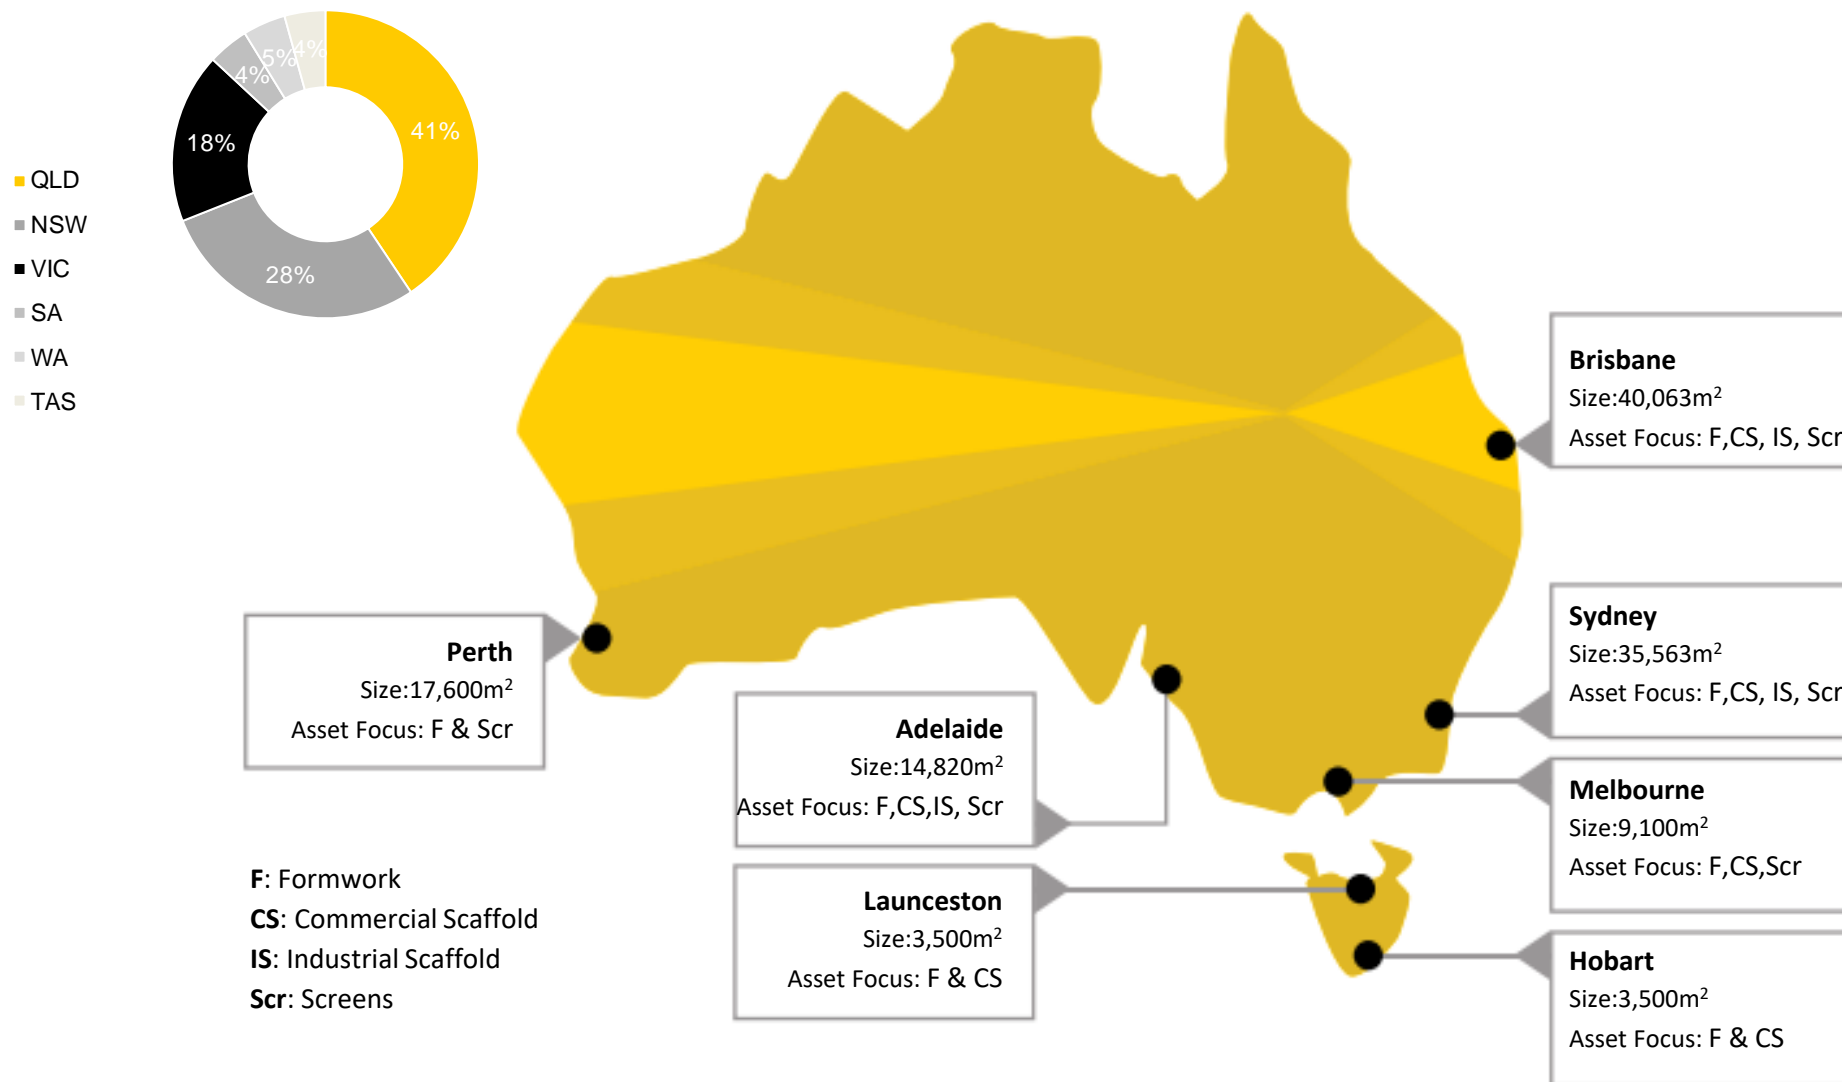 4%
5%
4%
41%
18%
28%
QLD
NSW
VIC
SA
WA
TAS
Brisbane
Size:40,063m²
Asset Focus: F,CS, IS, Scr
Sydney
Size:35,563m²
Asset Focus: F,CS, IS, Scr
Perth
Size:17,600m²
Asset Focus: F & Scr
Adelaide
Size:14,820m²
Asset Focus: F,CS,IS, Scr
Melbourne
Size:9,100m²
Asset Focus: F,CS,Scr
Launceston
Size:3,500m²
Asset Focus: F & CS
Hobart
Size:3,500m²
Asset Focus: F & CS
F: Formwork
CS: Commercial Scaffold
IS: Industrial Scaffold
Scr: Screens